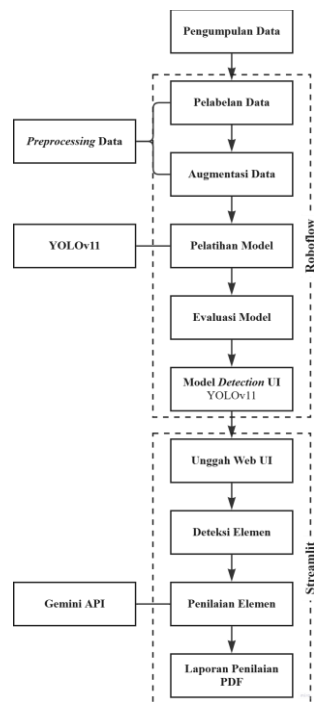 Pengumpulan Data
Pelabelan Data
Preprocessing Data
Augmentasi Data
YOLOv11
Pelatihan Model
Roboflow
Evaluasi Model
Model Detection UI
YOLOv11
Unggah Web UI
Deteksi Elemen
Streamlit
Gemini API
Penilaian Elemen
Laporan Penilaian
PDF